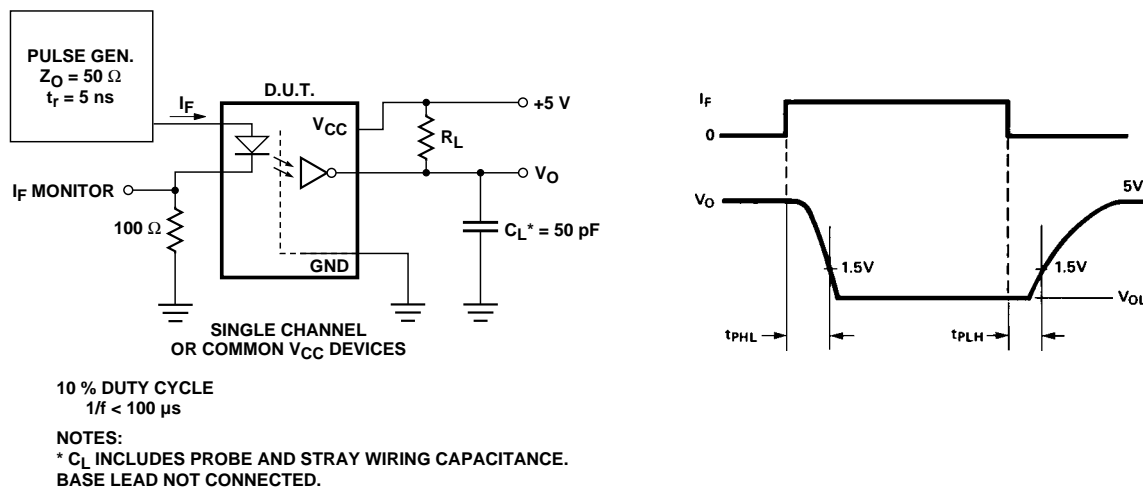 PULSE GEN.
ZO = 50 Ω
tr = 5 ns
IF
D.U.T.
VCC
+5 V
RL
IF MONITOR
VO
100 Ω
CL* = 50 pF
GND
SINGLE CHANNEL
OR COMMON VCC DEVICES
10 % DUTY CYCLE
1/f < 100 µs
NOTES:
* CL INCLUDES PROBE AND STRAY WIRING CAPACITANCE.
BASE LEAD NOT CONNECTED.
IF
0
VO
5V
1.5V
1.5V
VOL
tPHL
tPLH